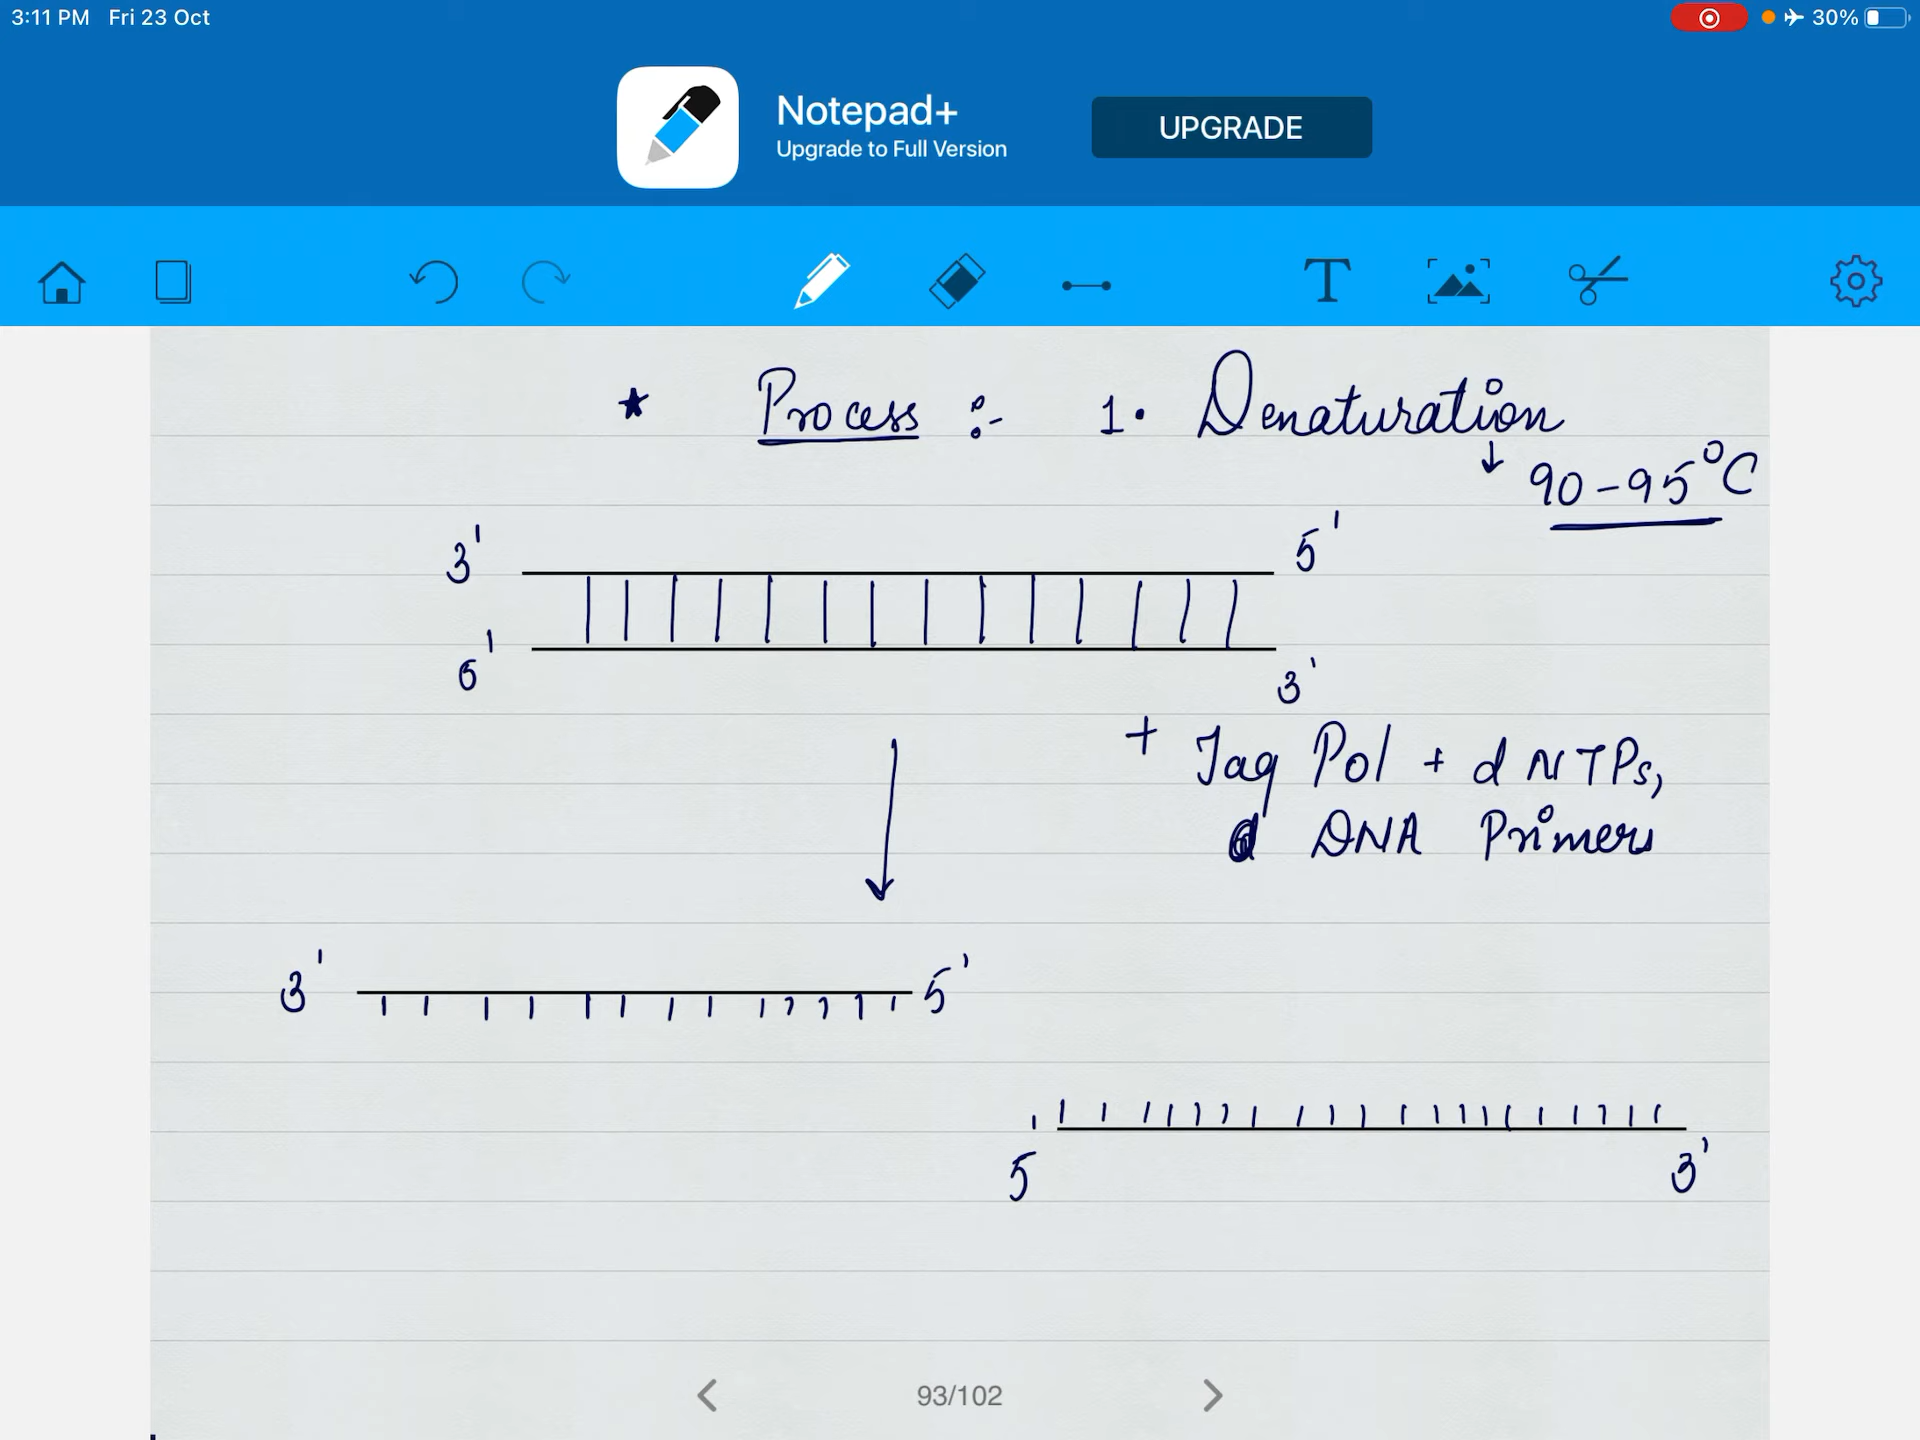 3:11 PM Fri 23 Oct
30%
Notepad+
Upgrade to Full Version
UPGRADE
T
★ Process :- 1. Denaturation
↓ 90-95°C
3' 5'
5' 3'
+ Taq Pol + dNTPs,
DNA Primers
3' 5'
5' 3'
93/102